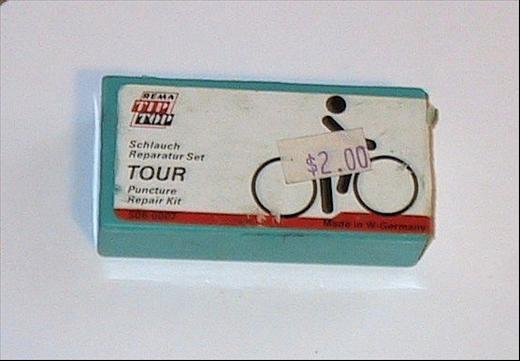 REMA
TIP
TOP
Schlauch
Reparatur Set
TOUR
Puncture
Repair Kit
$2.00
Made in W-Germany